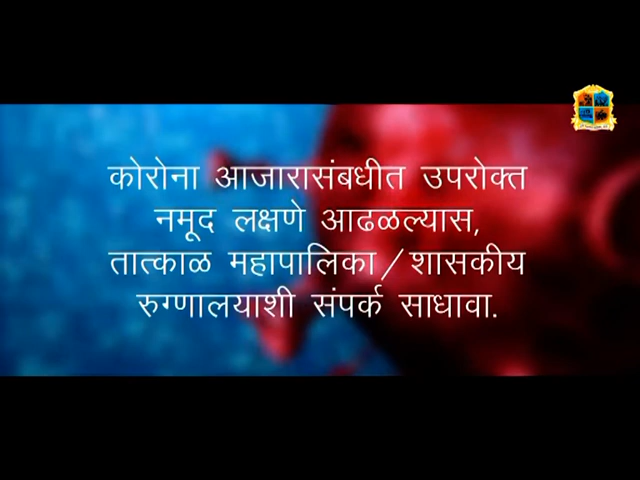 कोरोना आजारासंबधीत उपरोक्त
नमूद लक्षणे आढळल्यास,
तात्काळ महापालिका/शासकीय
रुग्णालयाशी संपर्क साधावा.